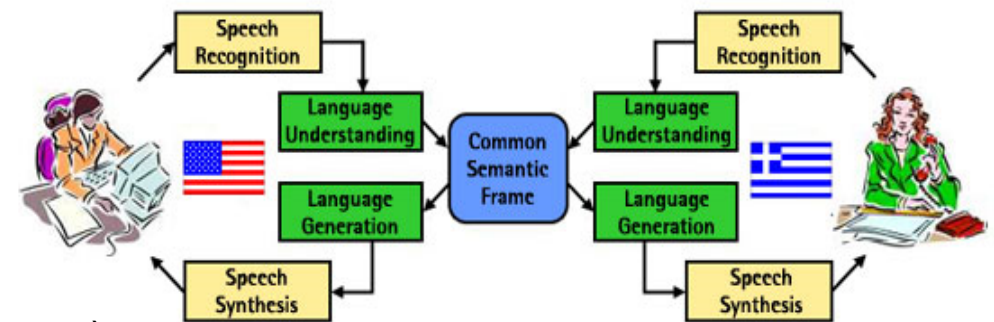 Speech
Recognition
Speech
Recognition
Language
Understanding
Common
Semantic
Frame
Language
Understanding
Language
Generation
Language
Generation
Speech
Synthesis
Speech
Synthesis